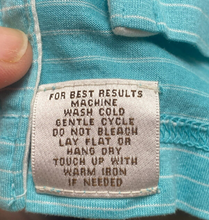 FOR BEST RESULTS
MACHINE
WASH COLD
GENTLE CYCLE
DO NOT BLEACH
LAY FLAT OR
HANG DRY
TOUCH UP WITH
WARM IRON
IF NEEDED